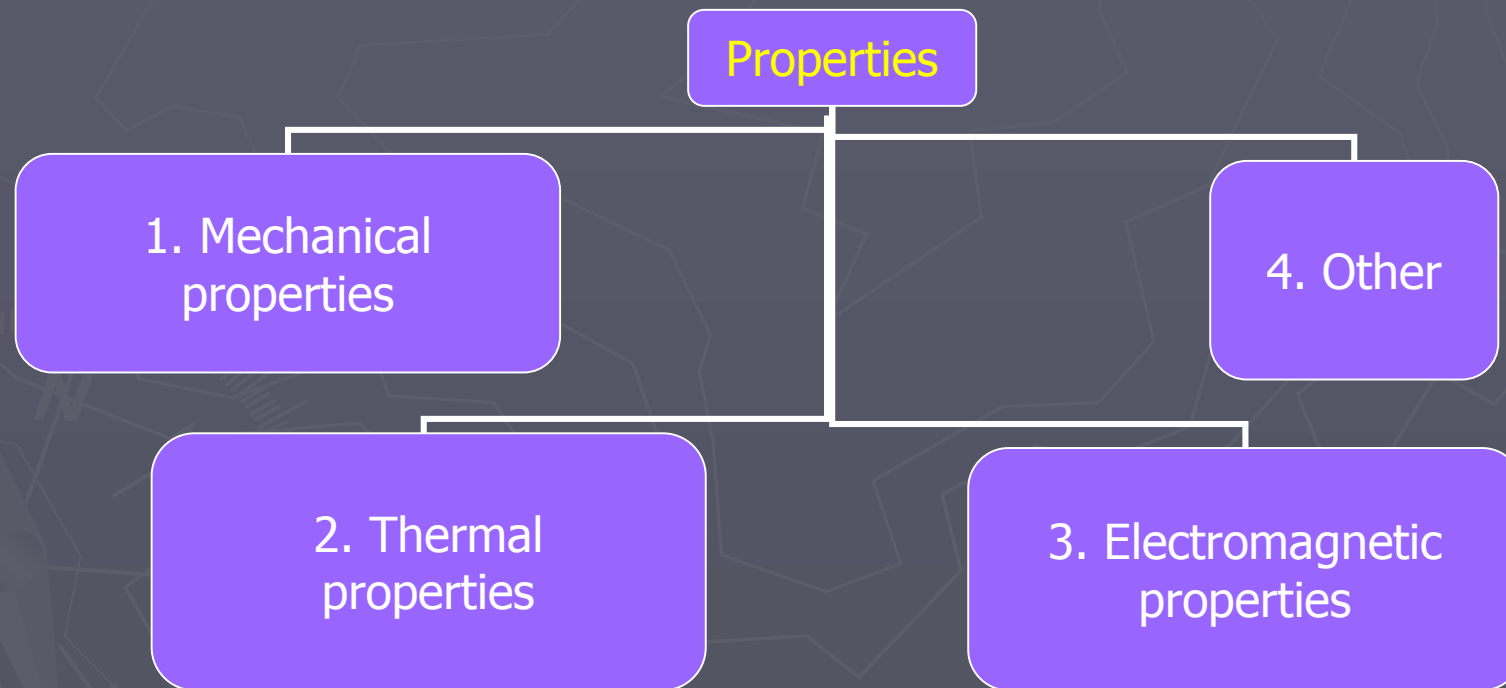 Properties
1. Mechanical
properties
4. Other
2. Thermal
properties
3. Electromagnetic
properties